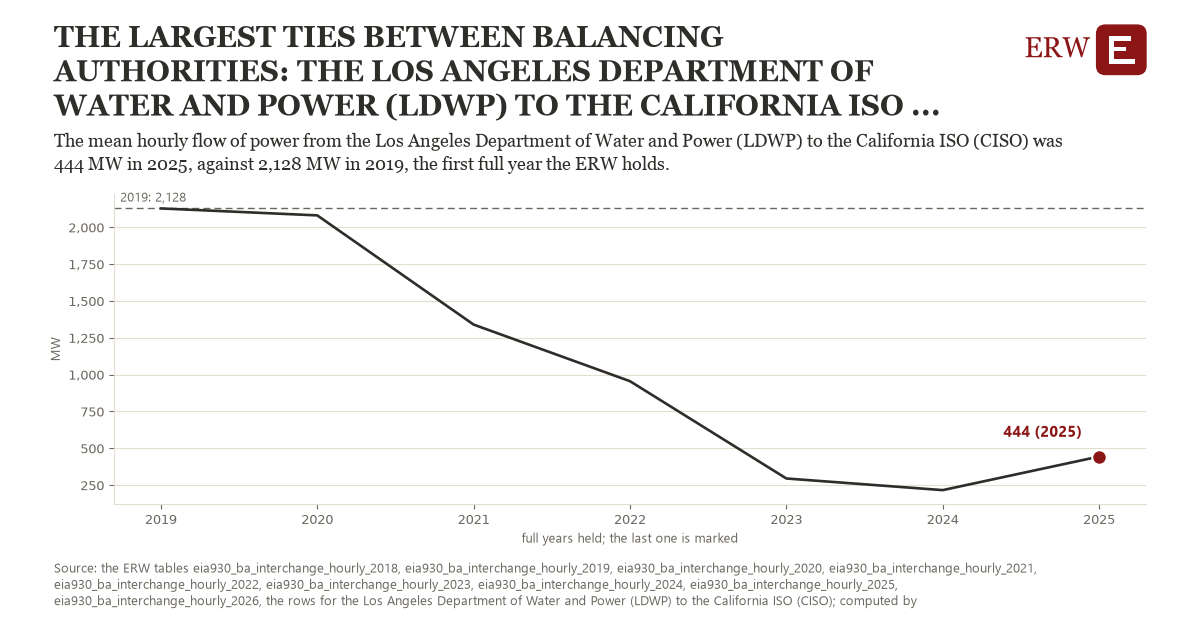 THE LARGEST TIES BETWEEN BALANCING
AUTHORITIES: THE LOS ANGELES DEPARTMENT OF
WATER AND POWER (LDWP) TO THE CALIFORNIA ISO ...
ERW E
The mean hourly flow of power from the Los Angeles Department of Water and Power (LDWP) to the California ISO (CISO) was
444 MW in 2025, against 2,128 MW in 2019, the first full year the ERW holds.
2019: 2,128
2,000
1,750
1,500
1,250
1,000
750
500
250
MW
444 (2025)
2019 2020 2021 2022 2023 2024 2025
full years held; the last one is marked
Source: the ERW tables eia930_ba_interchange_hourly_2018, eia930_ba_interchange_hourly_2019, eia930_ba_interchange_hourly_2020, eia930_ba_interchange_hourly_2021,
eia930_ba_interchange_hourly_2022, eia930_ba_interchange_hourly_2023, eia930_ba_interchange_hourly_2024, eia930_ba_interchange_hourly_2025,
eia930_ba_interchange_hourly_2026, the rows for the Los Angeles Department of Water and Power (LDWP) to the California ISO (CISO); computed by